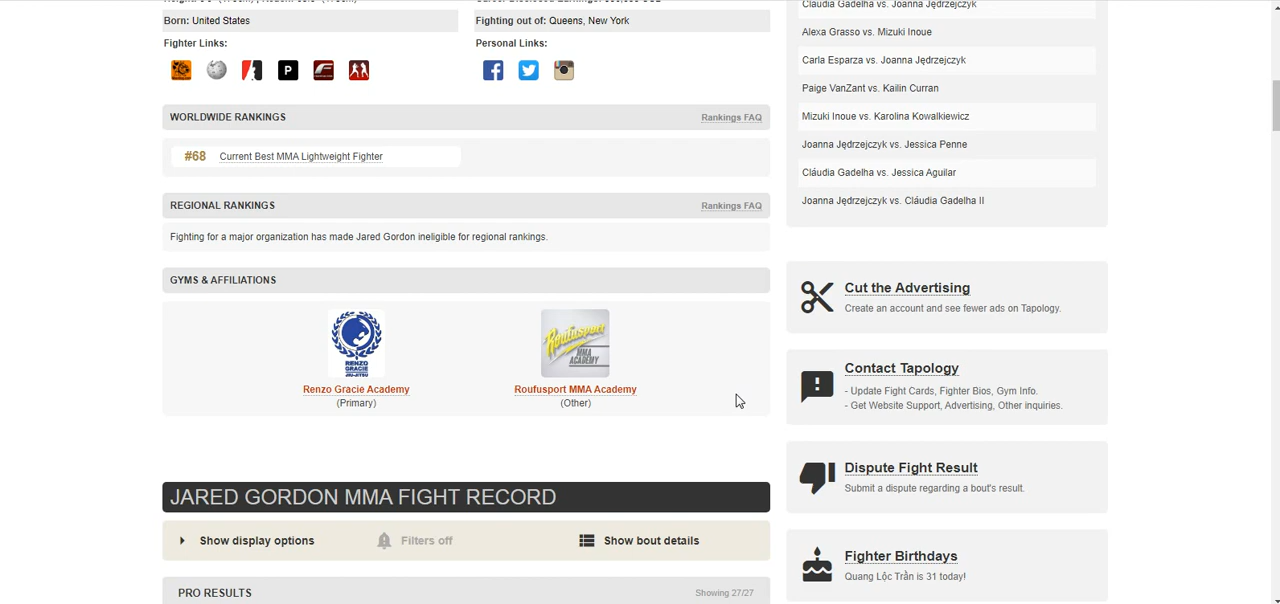 Born: United States
Fighting out of: Queens, New York
Fighter Links:
Personal Links:
P
WORLDWIDE RANKINGS
Rankings FAQ
#68 Current Best MMA Lightweight Fighter
REGIONAL RANKINGS
Rankings FAQ
Fighting for a major organization has made Jared Gordon ineligible for regional rankings.
GYMS & AFFILIATIONS
RENZO
GRACIE
Renzo Gracie Academy
(Primary)
Roufusport
MMA
ACADEMY
Roufusport MMA Academy
(Other)
JARED GORDON MMA FIGHT RECORD
Show display options
Filters off
Show bout details
PRO RESULTS
Showing 27/27
Cláudia Gadelha vs. Joanna Jędrzejczyk
Alexa Grasso vs. Mizuki Inoue
Carla Esparza vs. Joanna Jędrzejczyk
Paige VanZant vs. Kailin Curran
Mizuki Inoue vs. Karolina Kowalkiewicz
Joanna Jędrzejczyk vs. Jessica Penne
Cláudia Gadelha vs. Jessica Aguilar
Joanna Jędrzejczyk vs. Cláudia Gadelha II
Cut the Advertising
Create an account and see fewer ads on Tapology.
Contact Tapology
- Update Fight Cards, Fighter Bios, Gym Info.
- Get Website Support, Advertising, Other inquiries.
Dispute Fight Result
Submit a dispute regarding a bout's result.
Fighter Birthdays
Quang Lộc Trần is 31 today!